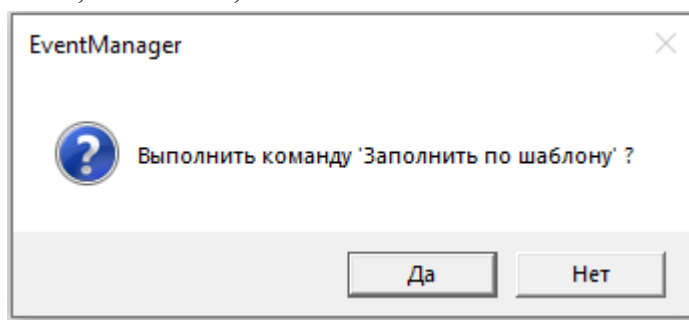 EventManager
Выполнить команду 'Заполнить по шаблону' ?
Да
Нет